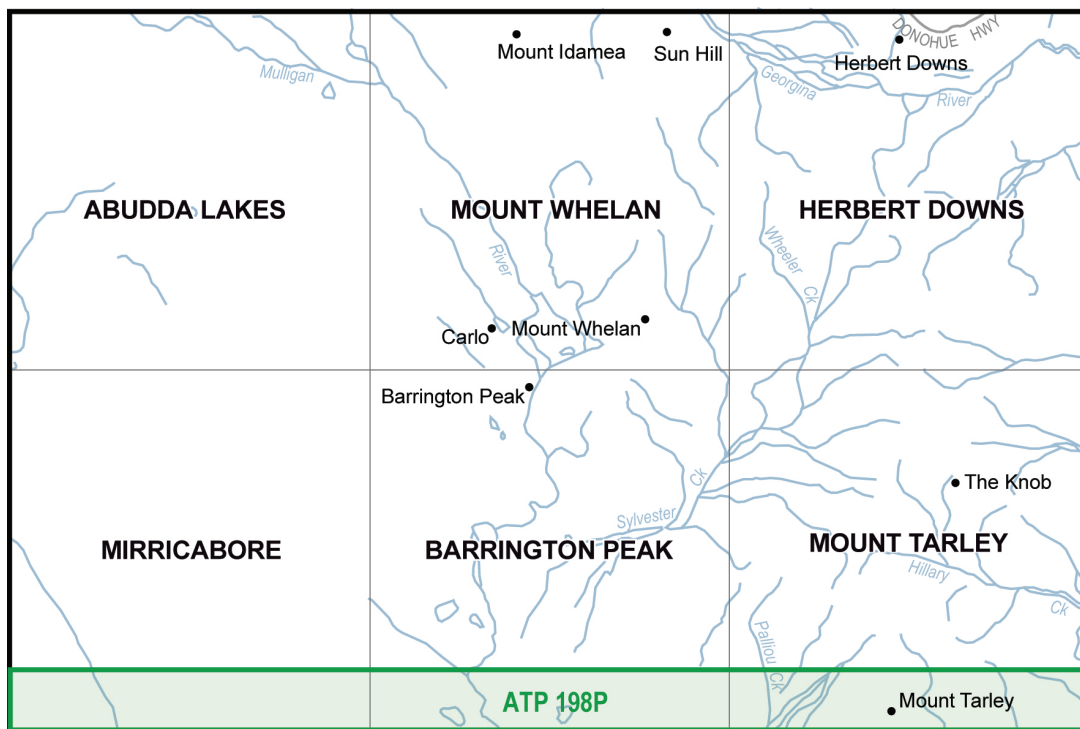 DONOHUE HWY
Mount Idamea
Sun Hill
Herbert Downs
Mulligan
Georgina
River
ABUDDA LAKES
MOUNT WHELAN
HERBERT DOWNS
River
Wheeler
Ck
Carlo
Mount Whelan
Barrington Peak
Ck
The Knob
Sylvester
MIRRICABORE
BARRINGTON PEAK
MOUNT TARLEY
Hillary
Ck
Palliou Ck
ATP 198P
Mount Tarley